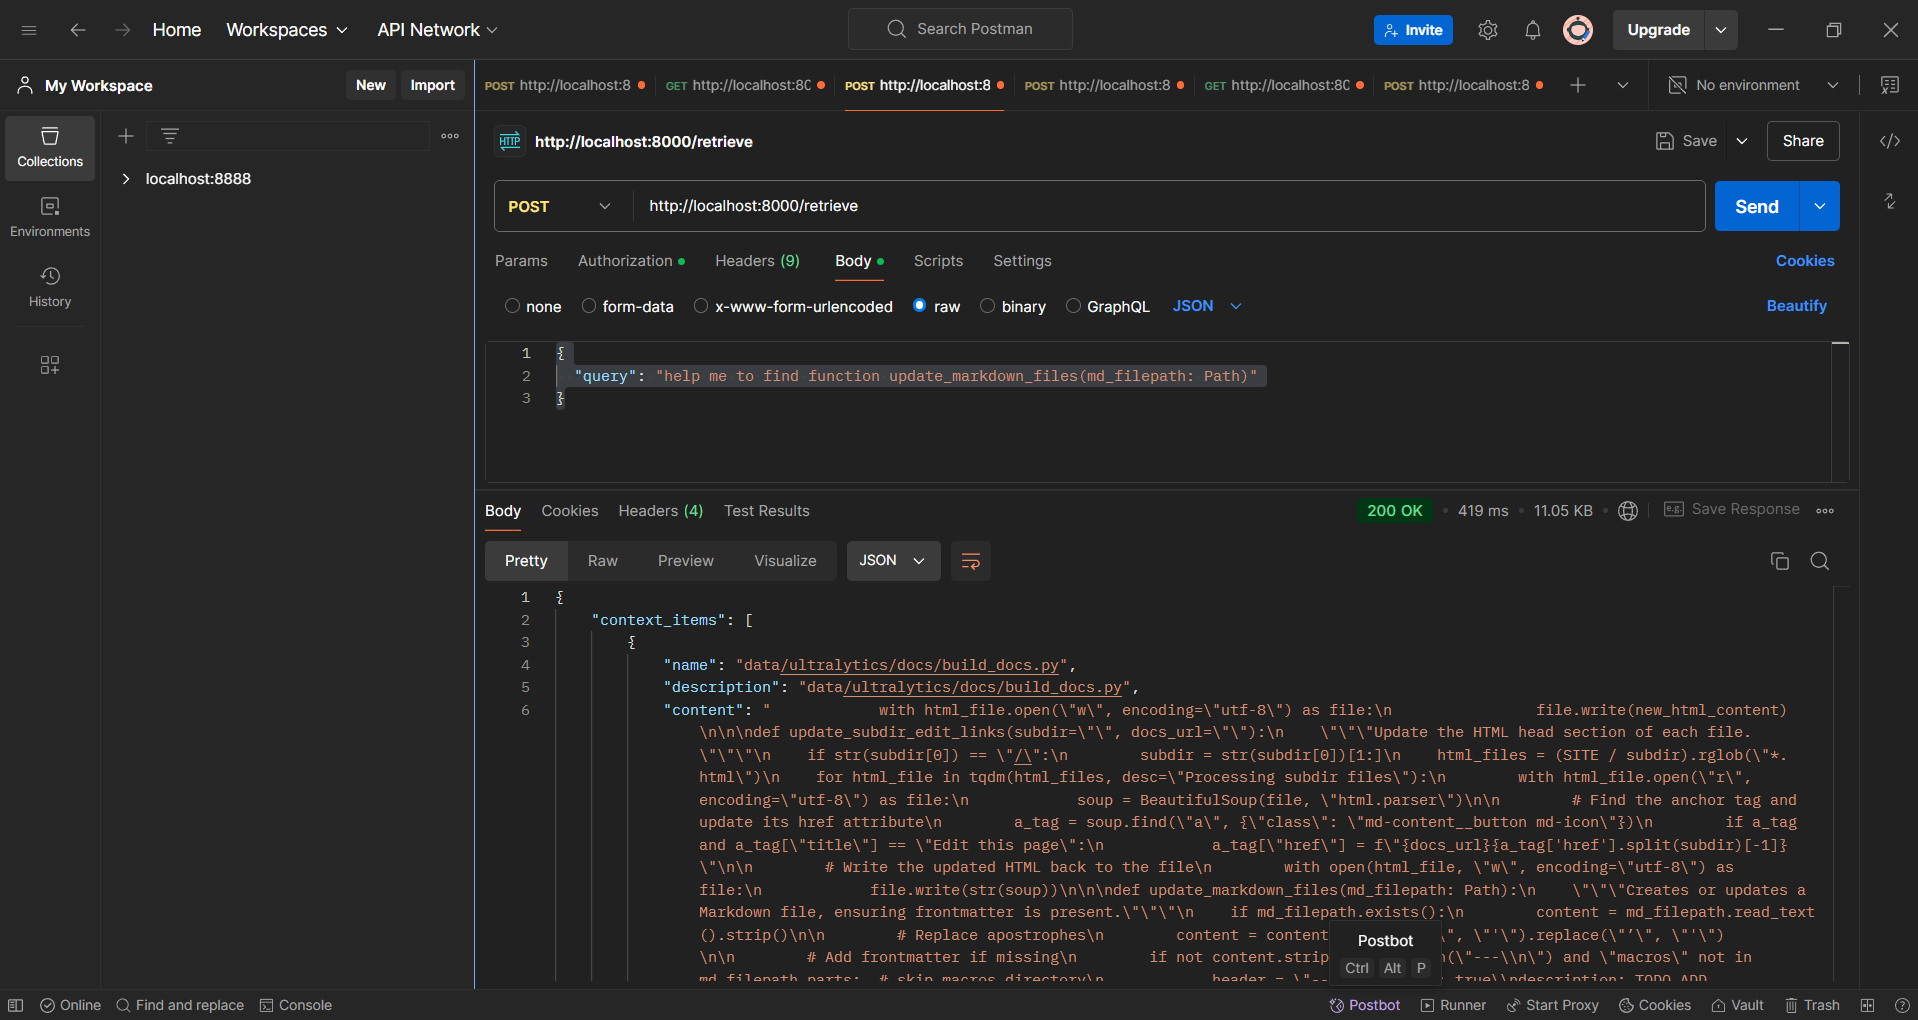 Home Workspaces API Network Search Postman Invite Upgrade
My Workspace New Import POST http://localhost:8 GET http://localhost:80 POST http://localhost:8 POST http://localhost:8 GET http://localhost:80 POST http://localhost:8 No environment
Collections
Environments
History
localhost:8888
HTTP http://localhost:8000/retrieve Save Share
POST http://localhost:8000/retrieve Send
Params Authorization Headers (9) Body Scripts Settings Cookies
none form-data x-www-form-urlencoded raw binary GraphQL JSON Beautify
1 {
2 "query": "help me to find function update_markdown_files(md_filepath: Path)"
3 }
Body Cookies Headers (4) Test Results 200 OK 419 ms 11.05 KB e.g. Save Response
Pretty Raw Preview Visualize JSON
1 {
2 "context_items": [
3 {
4 "name": "data/ultralytics/docs/build_docs.py",
5 "description": "data/ultralytics/docs/build_docs.py",
6 "content": "            with html_file.open(\"w\", encoding=\"utf-8\") as file:\n                file.write(new_html_content)
\n\n\ndef update_subdir_edit_links(subdir=\"\", docs_url=\"\"):\n    \"\"\"Update the HTML head section of each file.
\"\"\"\n    if str(subdir[0]) == \"/\":\n        subdir = str(subdir[0])[1:]\n    html_files = (SITE / subdir).rglob(\"*.
html\")\n    for html_file in tqdm(html_files, desc=\"Processing subdir files\"):\n        with html_file.open(\"r\",
encoding=\"utf-8\") as file:\n            soup = BeautifulSoup(file, \"html.parser\")\n\n        # Find the anchor tag and
update its href attribute\n        a_tag = soup.find(\"a\", {\"class\": \"md-content__button md-icon\"})\n        if a_tag
and a_tag[\"title\"] == \"Edit this page\":\n            a_tag[\"href\"] = f\"{docs_url}{a_tag['href'].split(subdir)[-1]}
\"\n\n        # Write the updated HTML back to the file\n        with open(html_file, \"w\", encoding=\"utf-8\") as
file:\n            file.write(str(soup))\n\n\ndef update_markdown_files(md_filepath: Path):\n    \"\"\"Creates or updates a
Markdown file, ensuring frontmatter is present.\"\"\"\n    if md_filepath.exists():\n        content = md_filepath.read_text
().strip()\n\n        # Replace apostrophes\n        content = content \", \"'\").replace(\"’\", \"'\")
\n\n        # Add frontmatter if missing\n        if not content.strip (\"---\\n\") and \"macros\" not in
md_filepath.parts:  # skip macros directory\n            header = \"-- true\\ndescription: TODO ADD
Postbot
Ctrl Alt P
Online Find and replace Console Postbot Runner Start Proxy Cookies Vault Trash